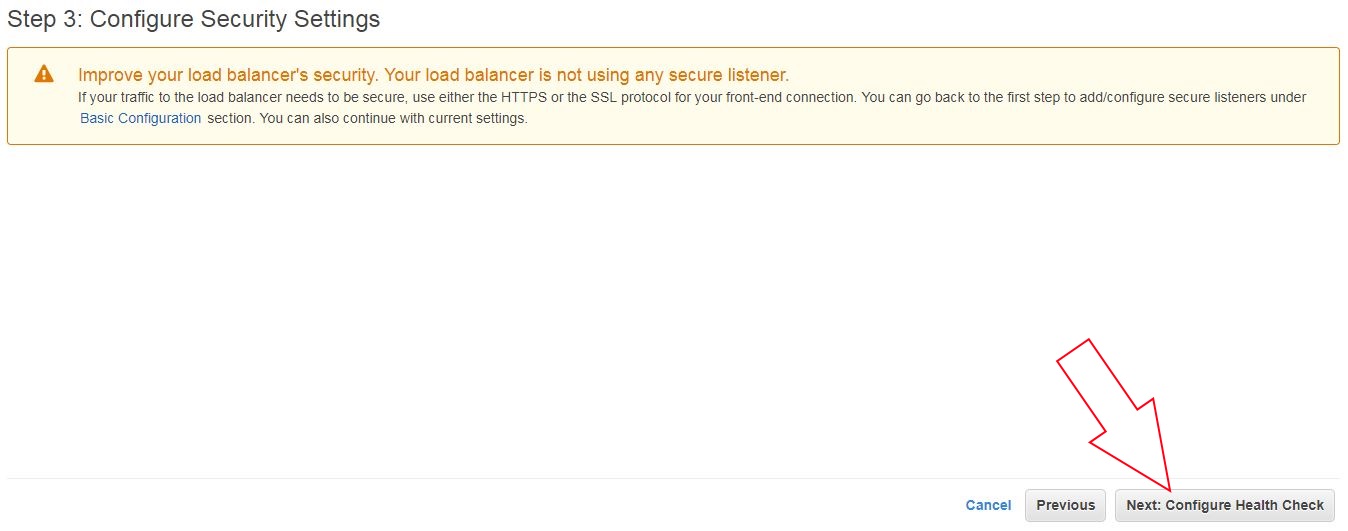 Step 3: Configure Security Settings
Improve your load balancer's security. Your load balancer is not using any secure listener.
If your traffic to the load balancer needs to be secure, use either the HTTPS or the SSL protocol for your front-end connection. You can go back to the first step to add/configure secure listeners under
Basic Configuration section. You can also continue with current settings.
Cancel Previous Next: Configure Health Check